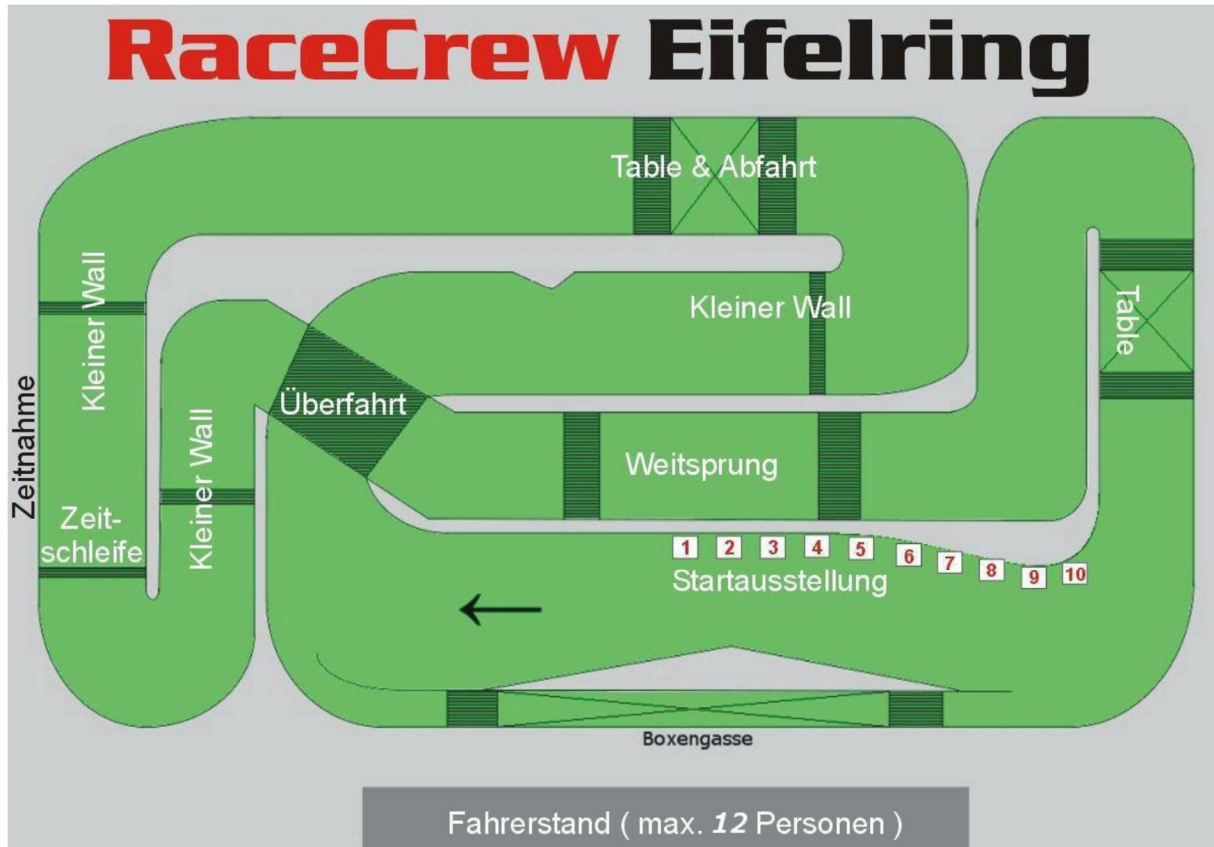 RaceCrew Eifelring
Table & Abfahrt
Kleiner Wall
Kleiner Wall
Table
Zeitnahme
Überfahrt
Kleiner Wall
Weitsprung
Zeit-
schleife
1 2 3 4 5 6 7 8 9 10
Startausstellung
Boxengasse
Fahrerstand ( max. 12 Personen )